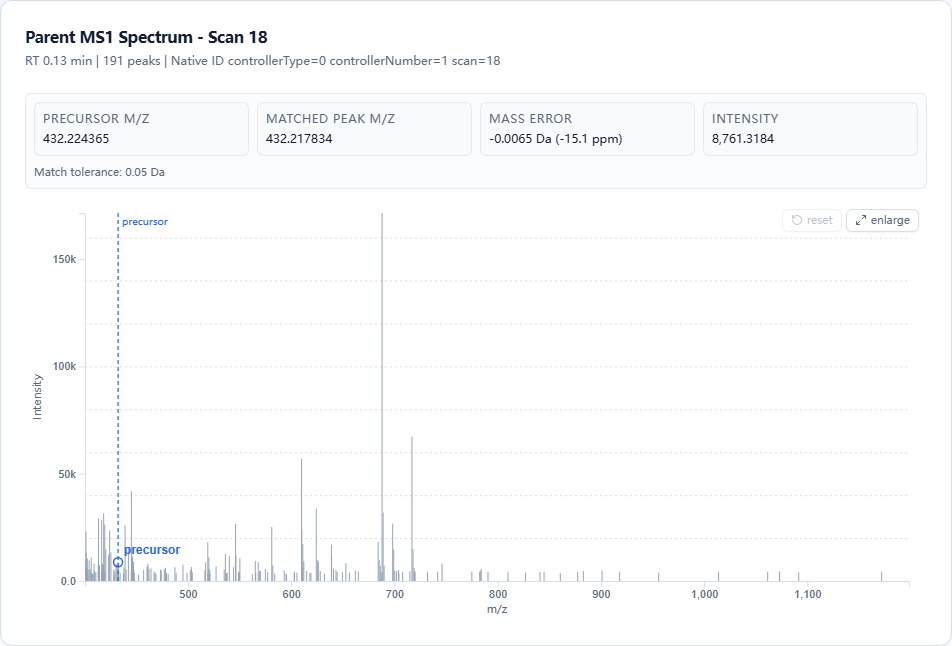 Parent MS1 Spectrum - Scan 18
RT 0.13 min | 191 peaks | Native ID controllerType=0 controllerNumber=1 scan=18
PRECURSOR M/Z
432.224365
MATCHED PEAK M/Z
432.217834
MASS ERROR
-0.0065 Da (-15.1 ppm)
INTENSITY
8,761.3184
Match tolerance: 0.05 Da
reset
enlarge
precursor
150k
100k
50k
0.0
Intensity
precursor
500
600
700
800
900
1,000
1,100
m/z